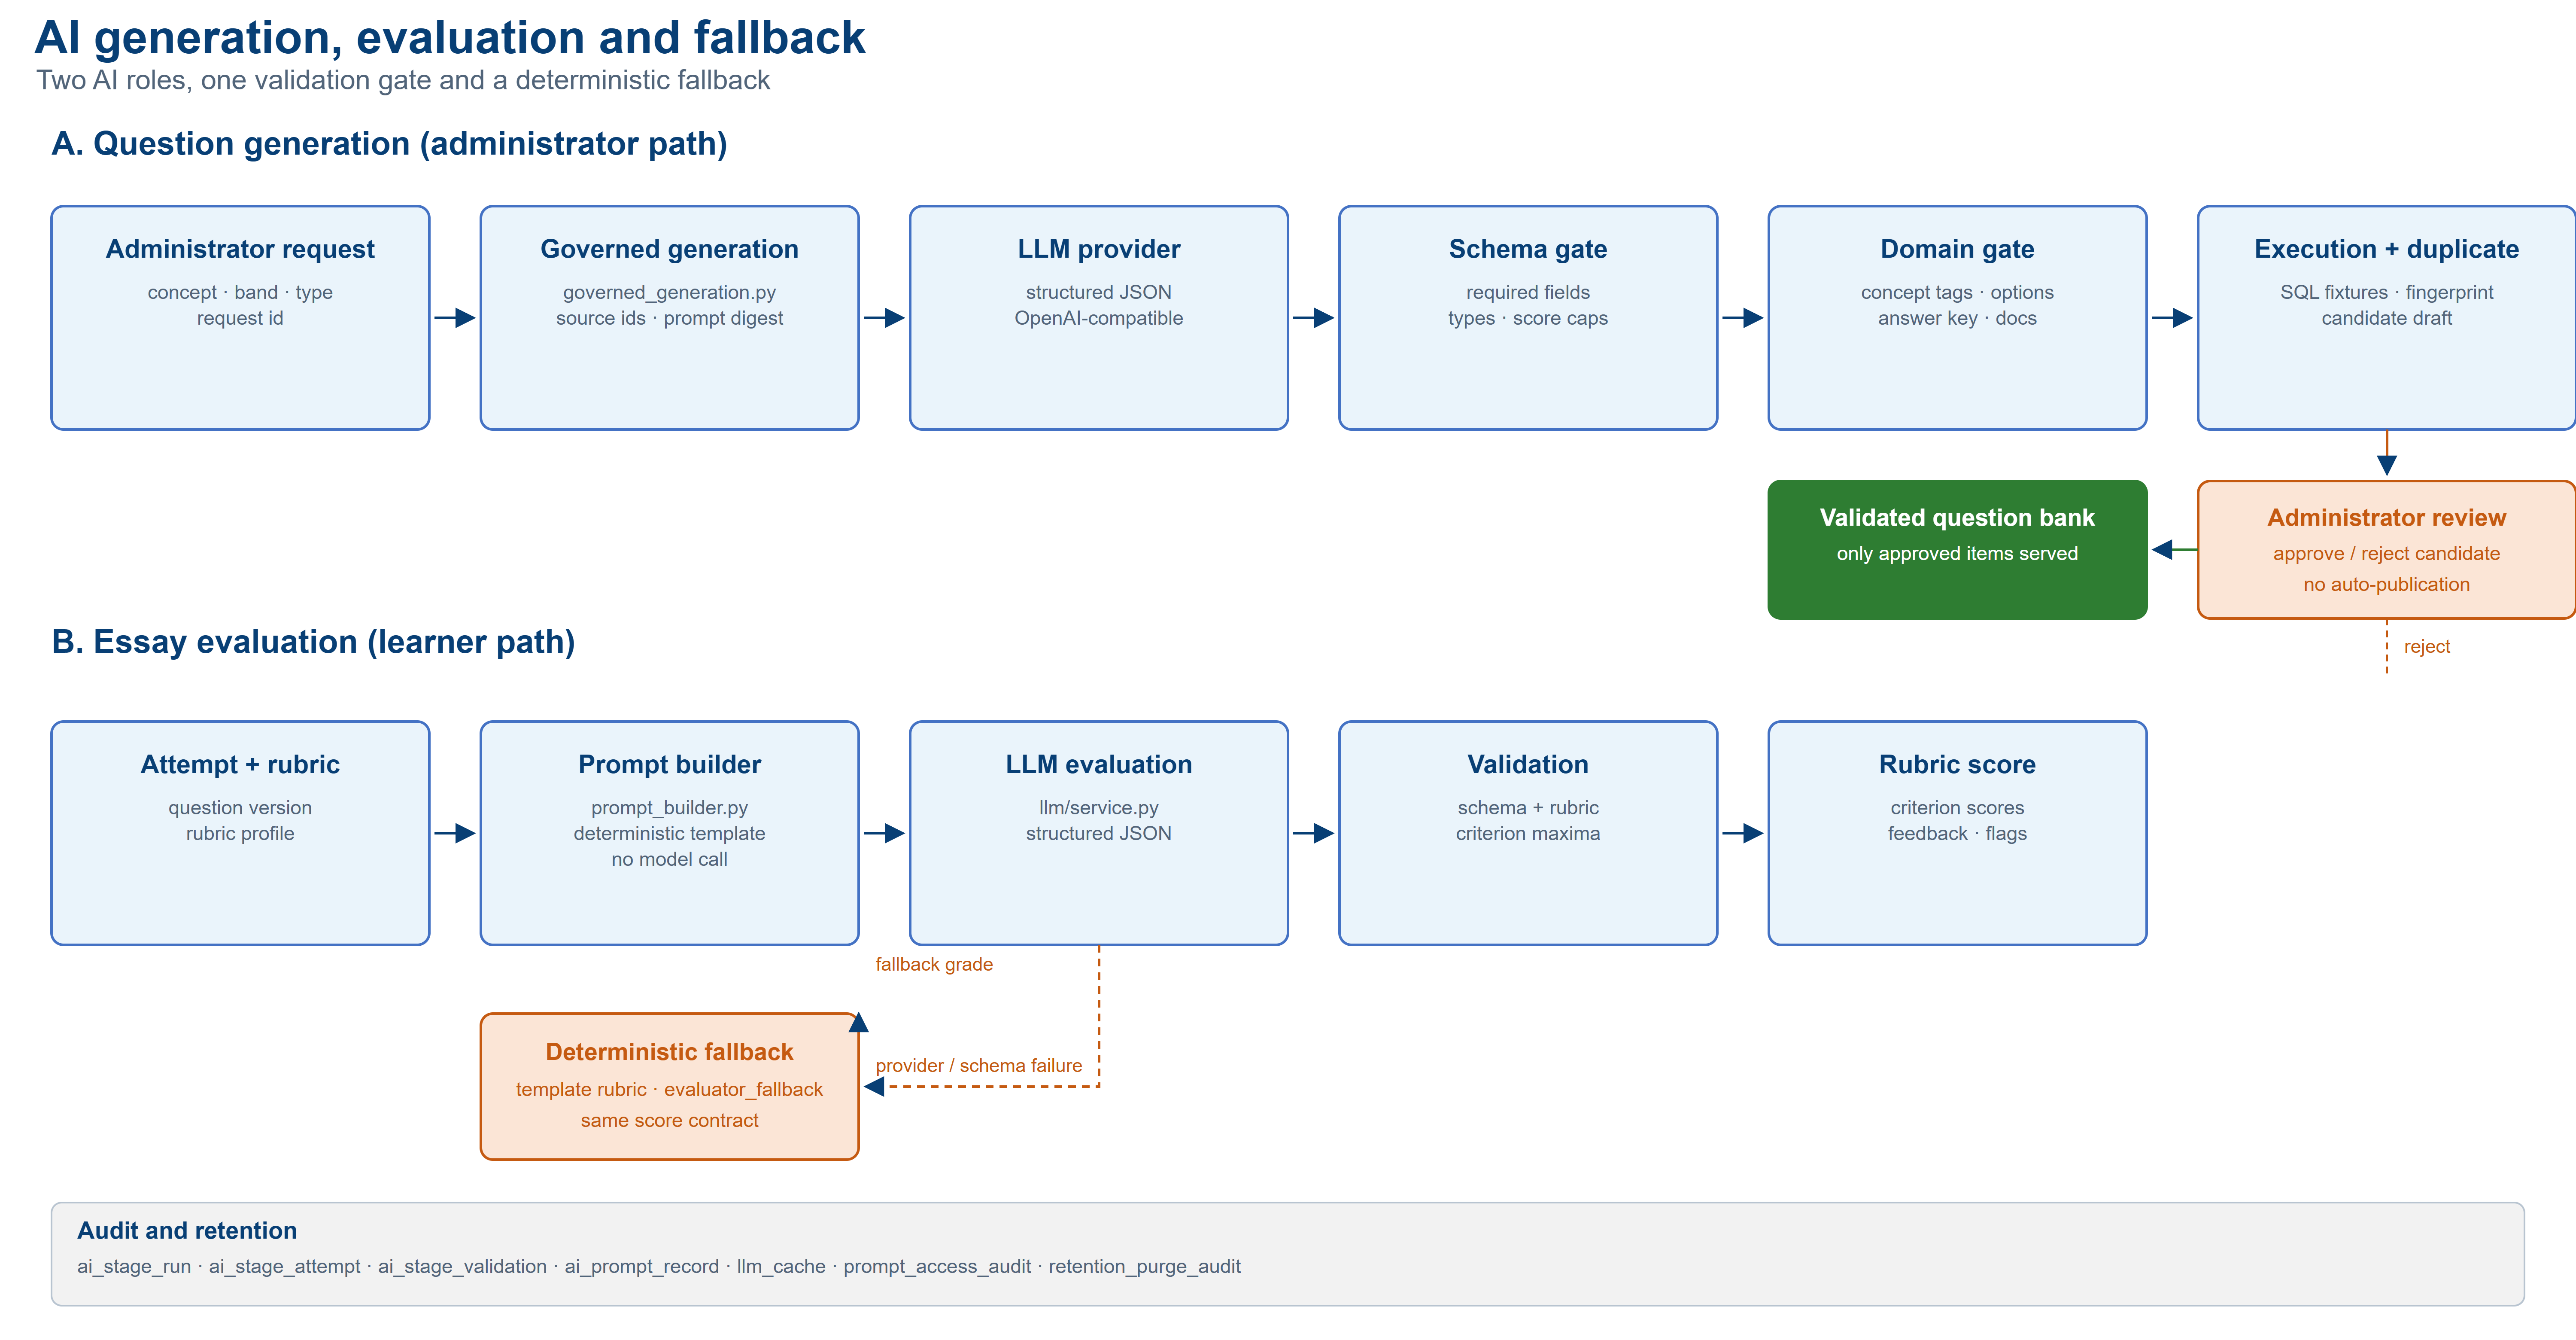 AI generation, evaluation and fallback
Two AI roles, one validation gate and a deterministic fallback
A. Question generation (administrator path)
Administrator request
concept · band · type
request id
Governed generation
governed_generation.py
source ids · prompt digest
LLM provider
structured JSON
OpenAI-compatible
Schema gate
required fields
types · score caps
Domain gate
concept tags · options
answer key · docs
Execution + duplicate
SQL fixtures · fingerprint
candidate draft
Validated question bank
only approved items served
Administrator review
approve / reject candidate
no auto-publication
reject
B. Essay evaluation (learner path)
Attempt + rubric
question version
rubric profile
Prompt builder
prompt_builder.py
deterministic template
no model call
LLM evaluation
llm/service.py
structured JSON
Validation
schema + rubric
criterion maxima
Rubric score
criterion scores
feedback · flags
fallback grade
Deterministic fallback
template rubric · evaluator_fallback
same score contract
provider / schema failure
Audit and retention
ai_stage_run · ai_stage_attempt · ai_stage_validation · ai_prompt_record · llm_cache · prompt_access_audit · retention_purge_audit